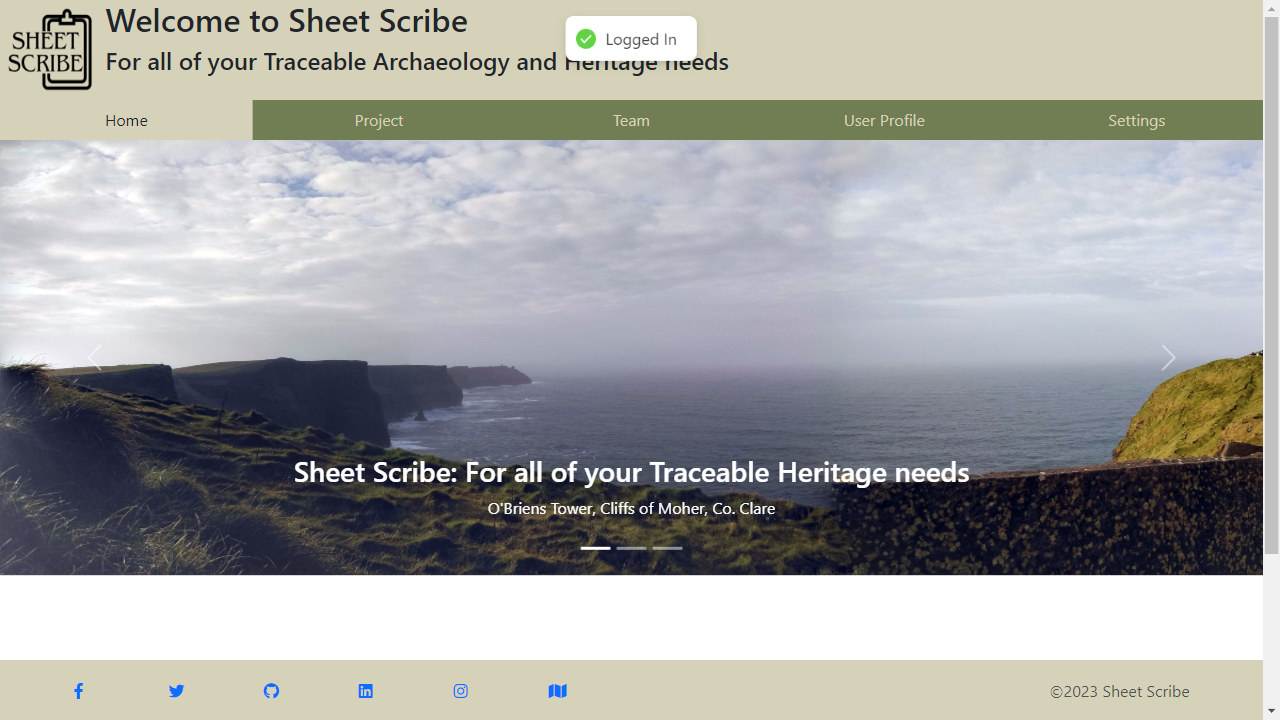 SHEET
SCRIBE
Welcome to Sheet Scribe
For all of your Traceable Archaeology and Heritage needs
Logged In
Home
Project
Team
User Profile
Settings
Sheet Scribe: For all of your Traceable Heritage needs
O'Briens Tower, Cliffs of Moher, Co. Clare
©2023 Sheet Scribe